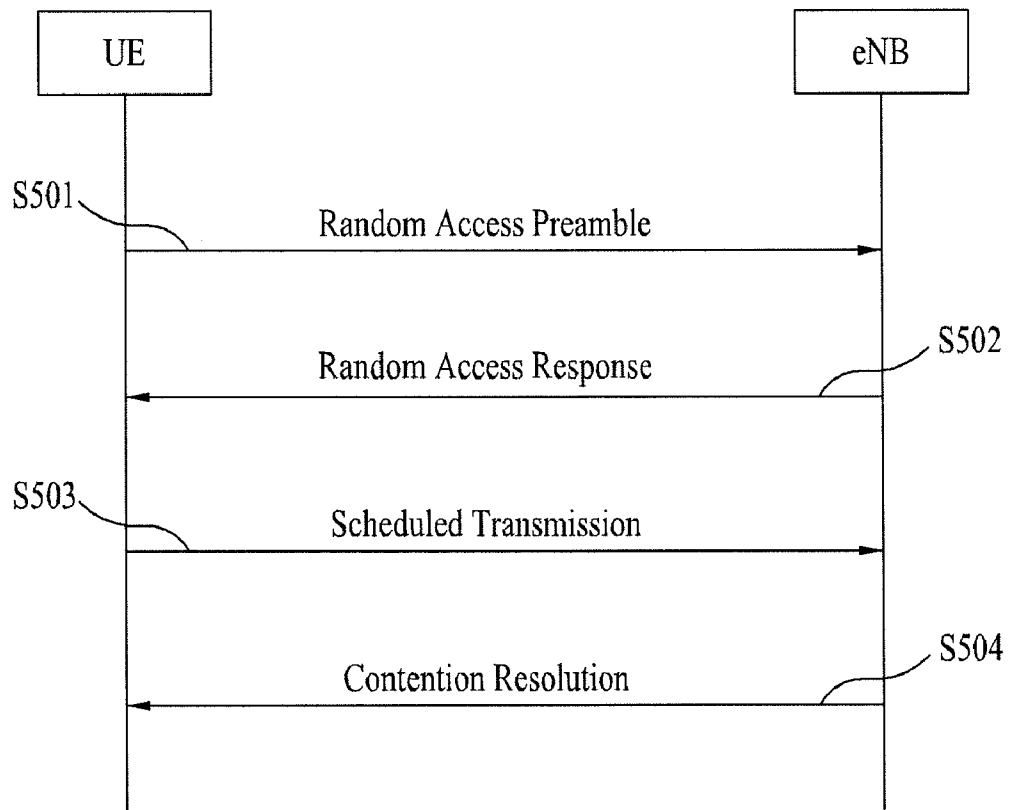 UE
eNB
S501
Random Access Preamble
S502
Random Access Response
S503
Scheduled Transmission
S504
Contention Resolution